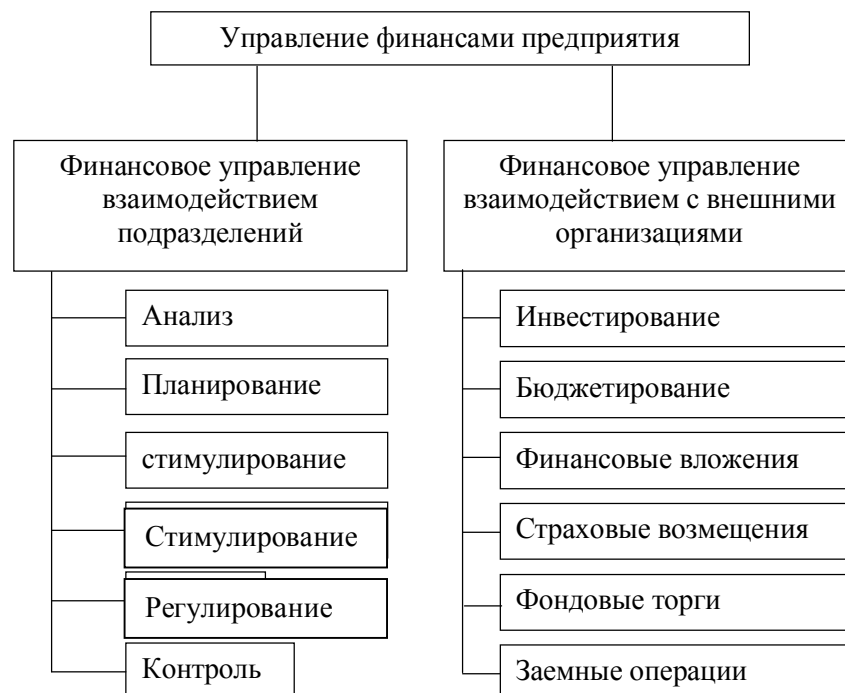 Управление финансами предприятия
Финансовое управление
взаимодействием
подразделений
Анализ
Планирование
стимулирование
Стимулирование
Регулирование
Контроль
Финансовое управление
взаимодействием с внешними
организациями
Инвестирование
Бюджетирование
Финансовые вложения
Страховые возмещения
Фондовые торги
Заемные операции